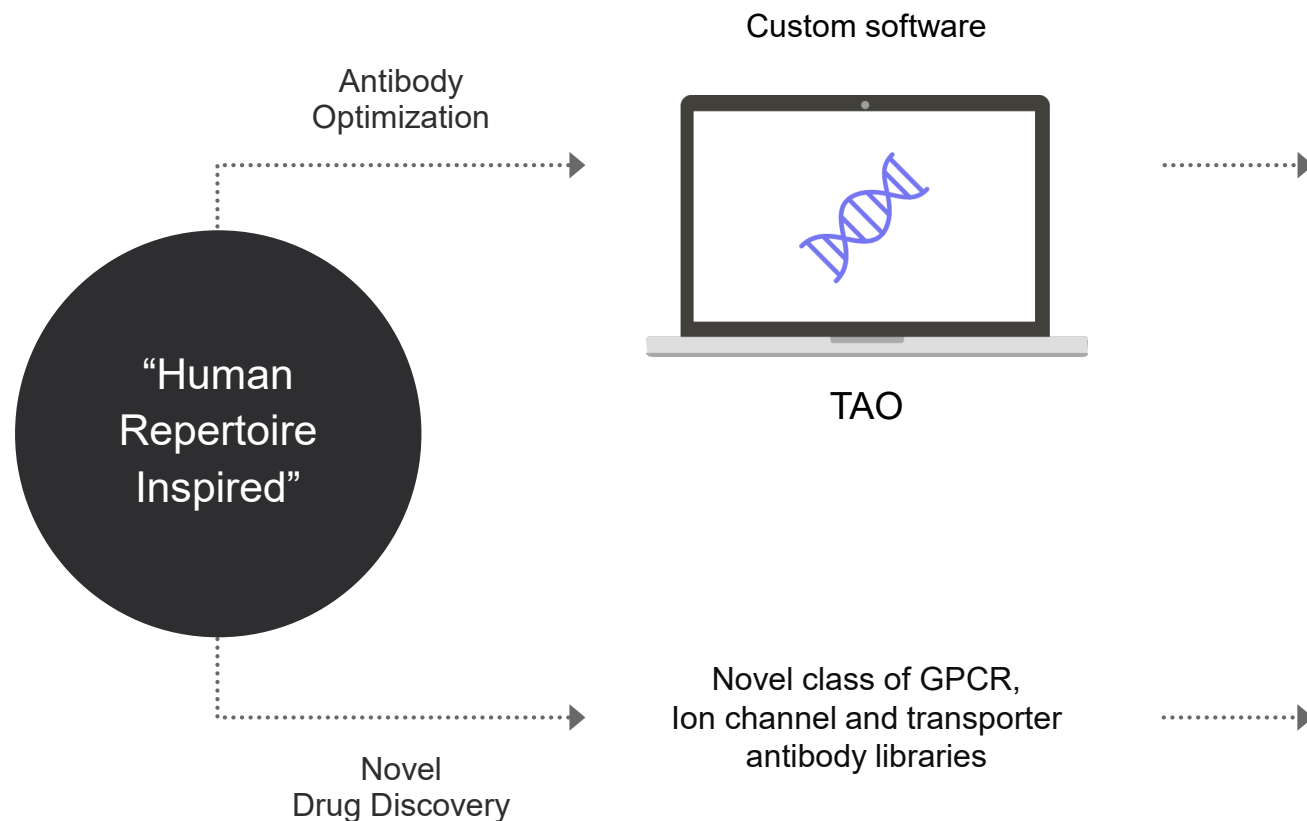 Custom software
Antibody
Optimization
TAO
“Human
Repertoire
Inspired”
Novel class of GPCR,
Ion channel and transporter
antibody libraries
Novel
Drug Discovery